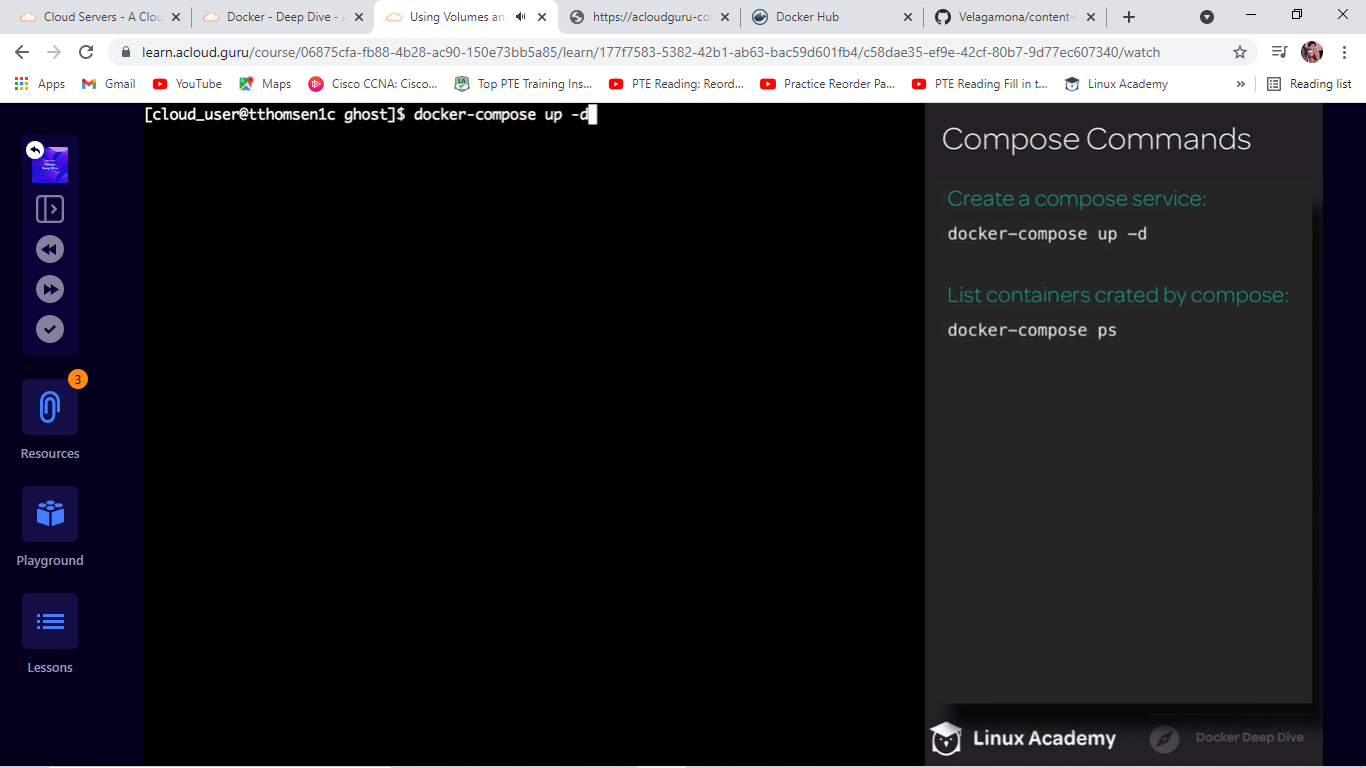 Cloud Servers - A Clou
Docker - Deep Dive - A
Using Volumes an
https://acloudguru-co
Docker Hub
Velagamona/content-
learn.acloud.guru/course/06875cfa-fb88-4b28-ac90-150e73bb5a85/learn/177f7583-5382-42b1-ab63-bac59d601fb4/c58dae35-ef9e-42cf-80b7-9d77ec607340/watch
Apps
Gmail
YouTube
Maps
Cisco CCNA: Cisco...
Top PTE Training Ins...
PTE Reading: Reord...
Practice Reorder Pa...
PTE Reading Fill in t...
Linux Academy
»
Reading list
[cloud_user@tthomsen1c ghost]$ docker-compose up -d
Docker
Deep Dive
3
Resources
Playground
Lessons
Compose Commands
Create a compose service:
docker-compose up -d
List containers crated by compose:
docker-compose ps
Linux Academy
Docker Deep Dive